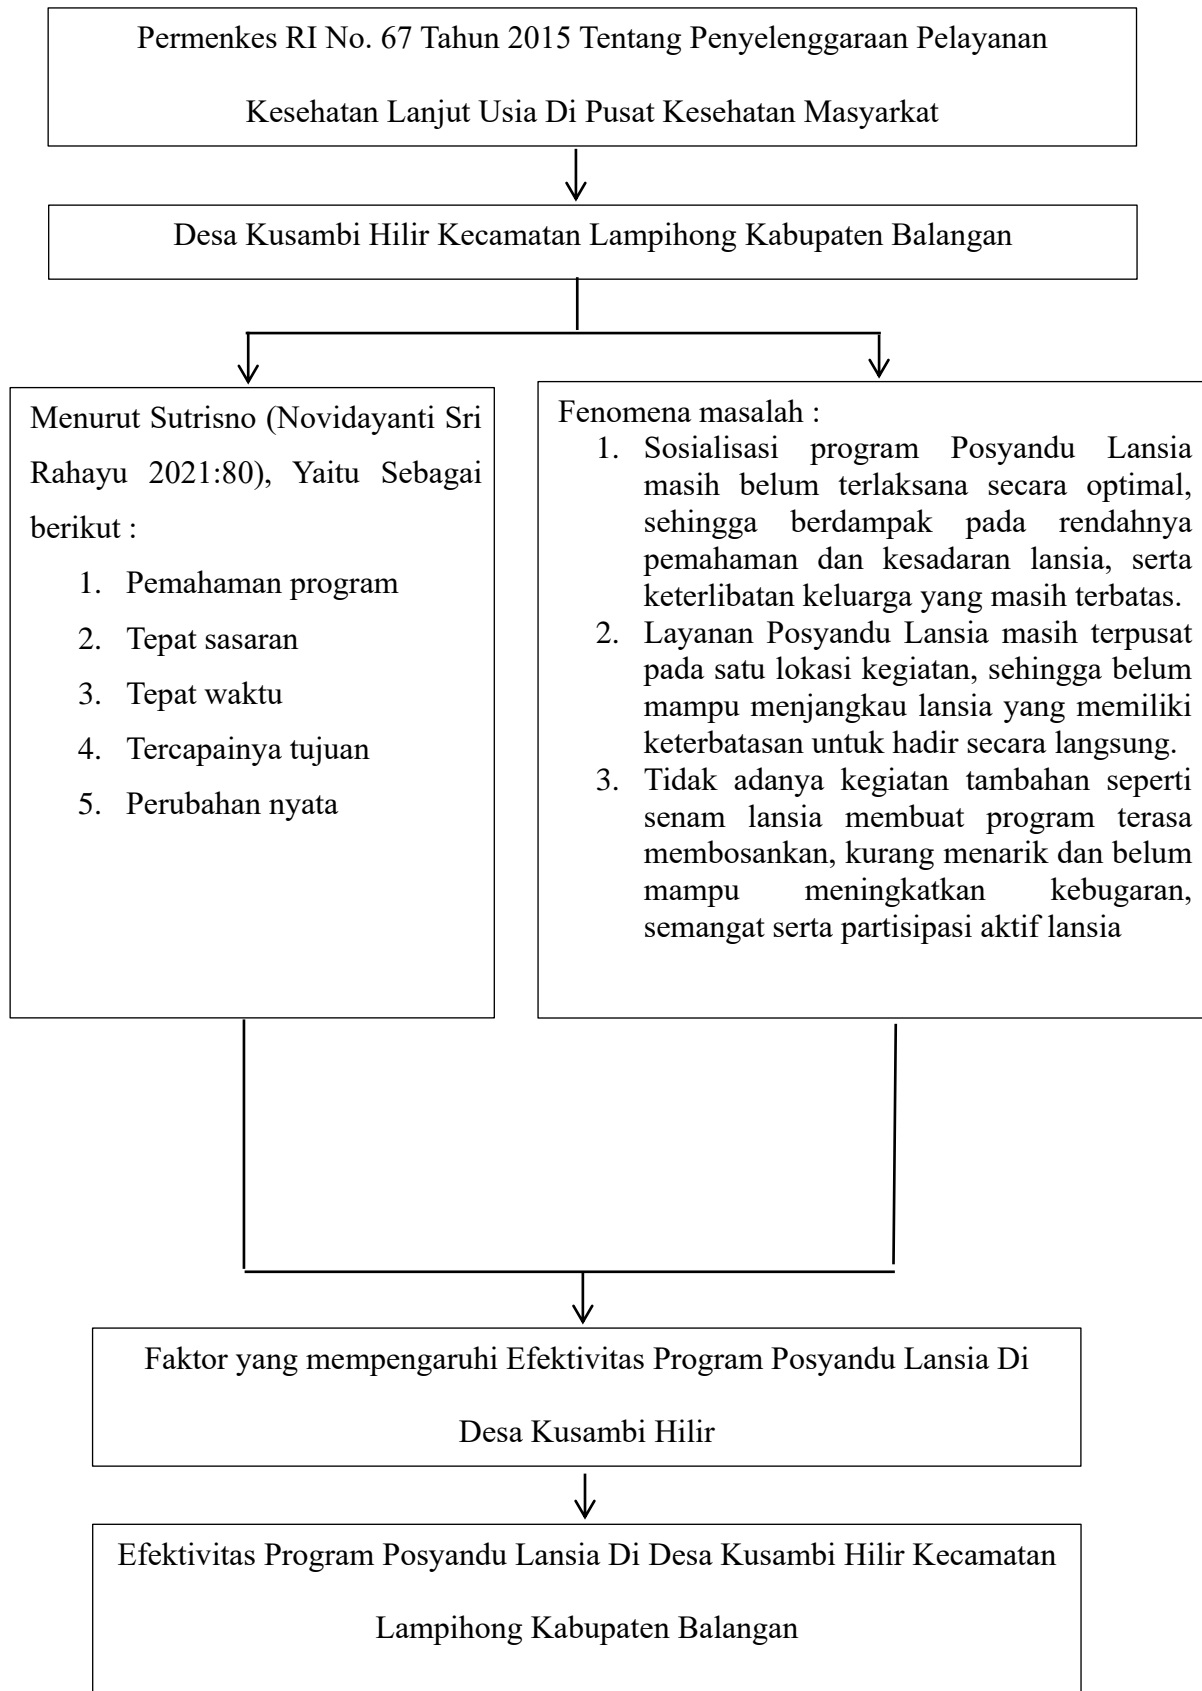 Permenkes RI No. 67 Tahun 2015 Tentang Penyelenggaraan Pelayanan
Kesehatan Lanjut Usia Di Pusat Kesehatan Masyarkat
Desa Kusambi Hilir Kecamatan Lampihong Kabupaten Balangan
Menurut Sutrisno (Novidayanti Sri
Rahayu 2021:80), Yaitu Sebagai
berikut :
1. Pemahaman program
2. Tepat sasaran
3. Tepat waktu
4. Tercapainya tujuan
5. Perubahan nyata
Fenomena masalah :
1. Sosialisasi program Posyandu Lansia
masih belum terlaksana secara optimal,
sehingga berdampak pada rendahnya
pemahaman dan kesadaran lansia, serta
keterlibatan keluarga yang masih terbatas.
2. Layanan Posyandu Lansia masih terpusat
pada satu lokasi kegiatan, sehingga belum
mampu menjangkau lansia yang memiliki
keterbatasan untuk hadir secara langsung.
3. Tidak adanya kegiatan tambahan seperti
senam lansia membuat program terasa
membosankan, kurang menarik dan belum
mampu meningkatkan kebugaran,
semangat serta partisipasi aktif lansia
Faktor yang mempengaruhi Efektivitas Program Posyandu Lansia Di
Desa Kusambi Hilir
Efektivitas Program Posyandu Lansia Di Desa Kusambi Hilir Kecamatan
Lampihong Kabupaten Balangan